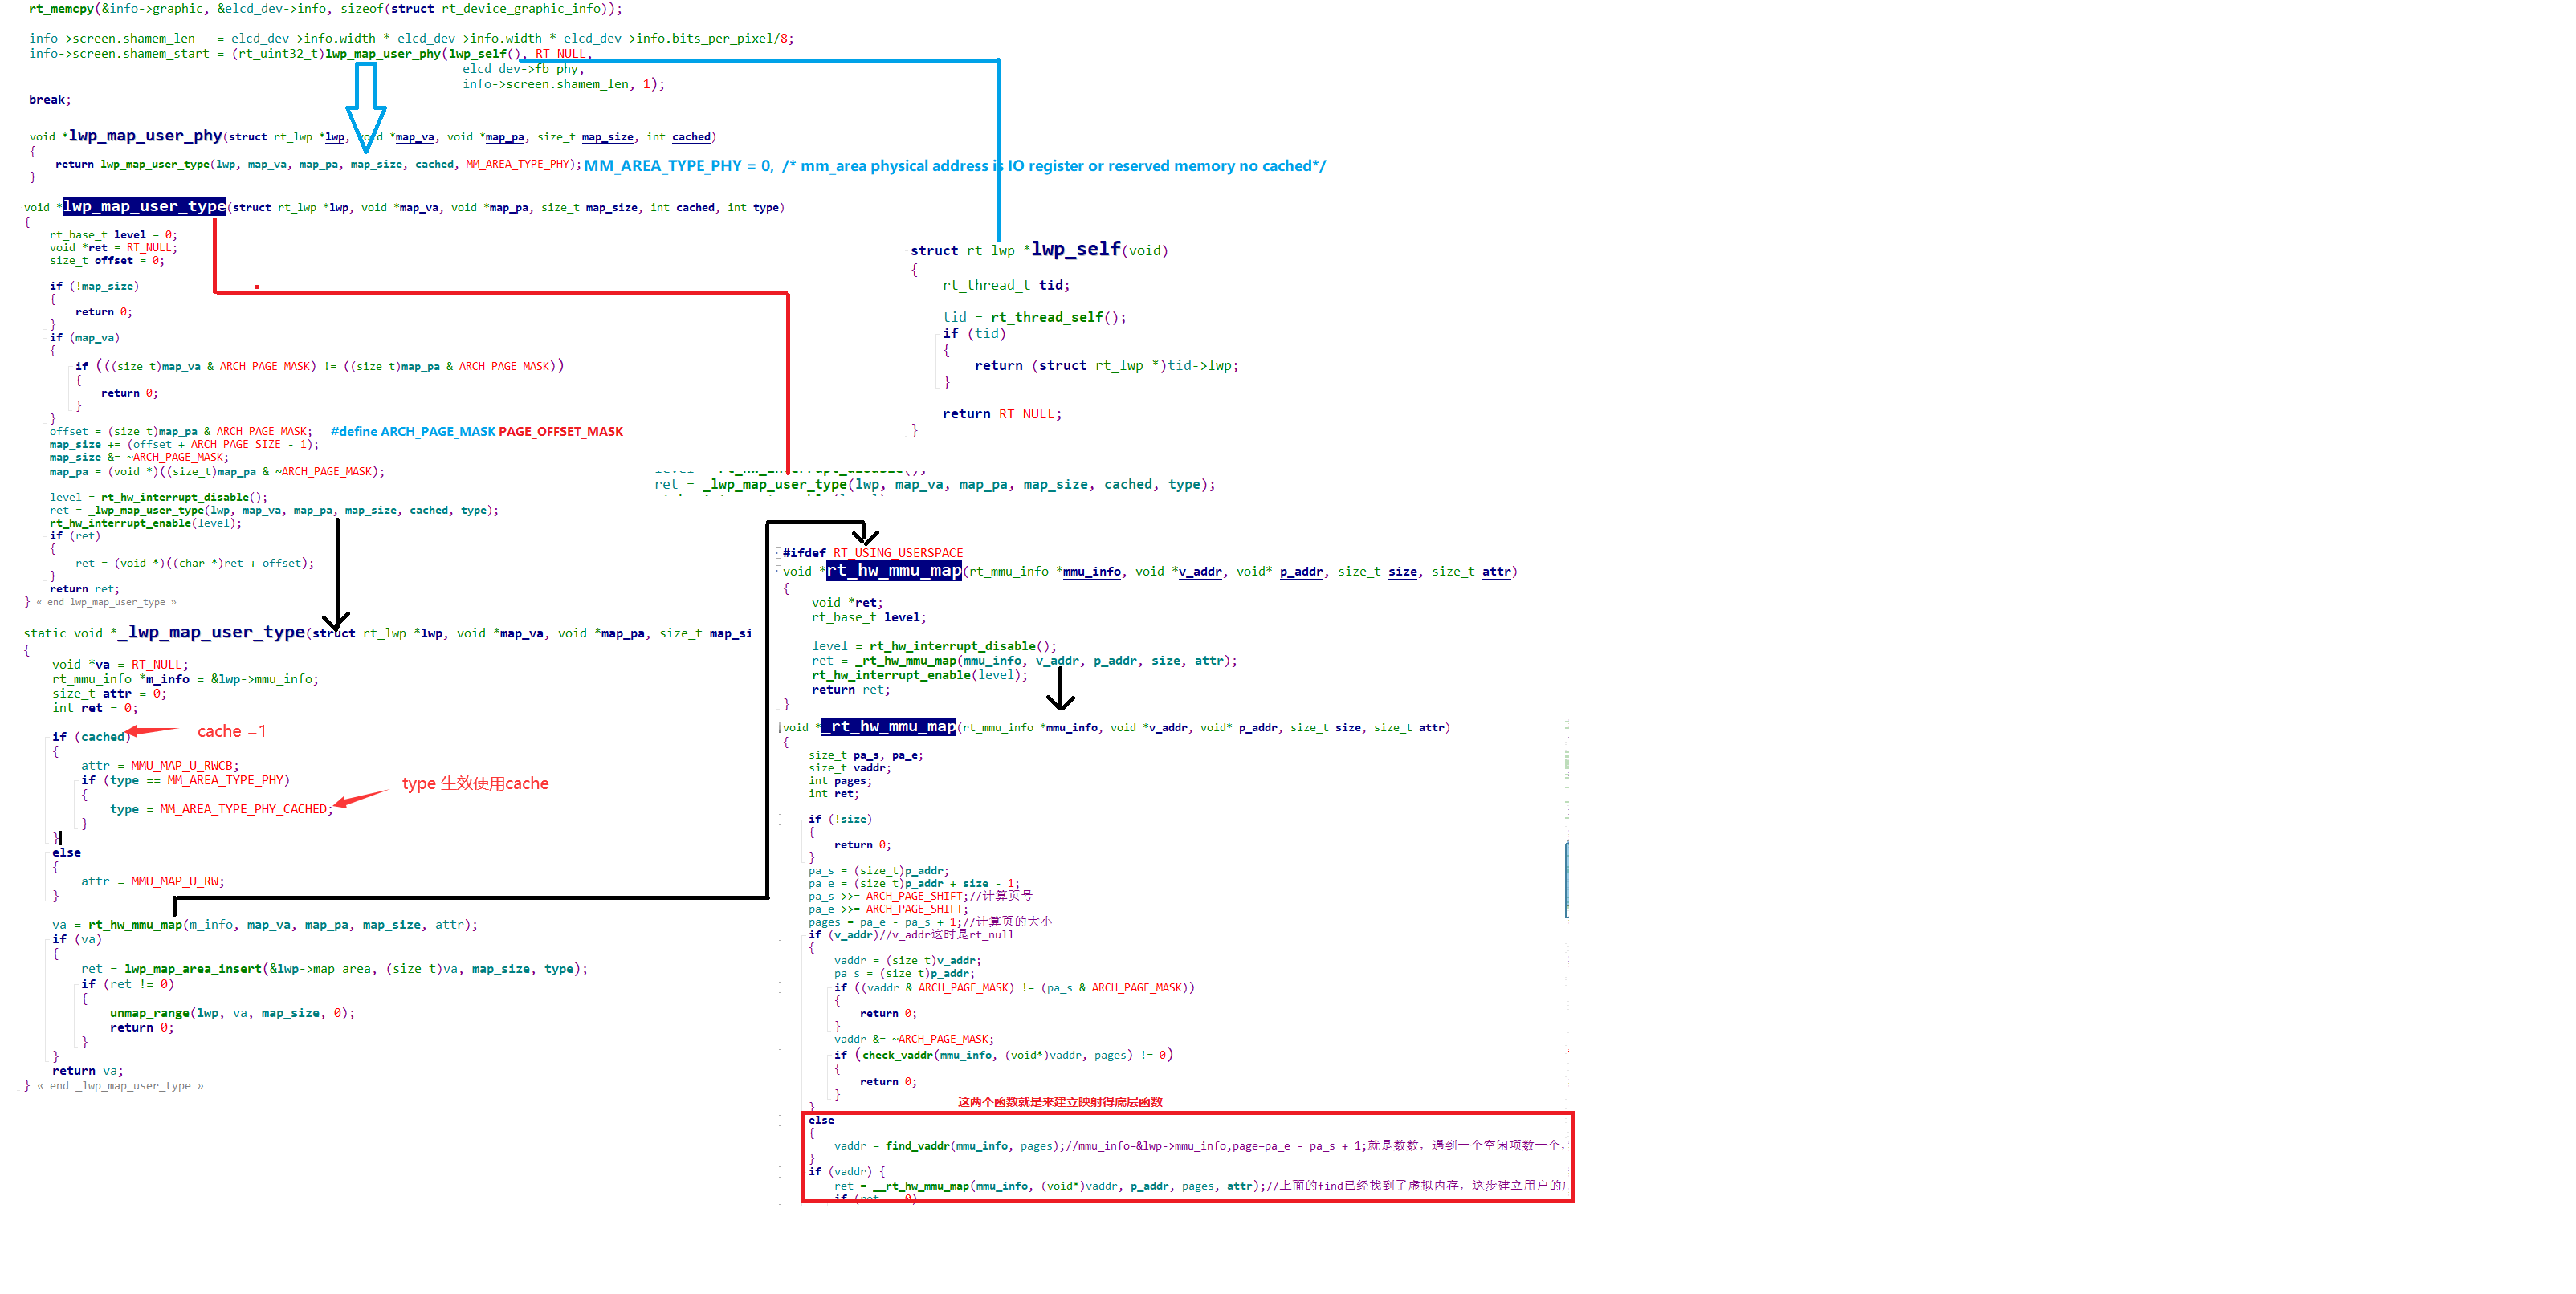 rt_memcpy(&info->graphic, &elcd_dev->info, sizeof(struct rt_device_graphic_info));
info->screen.shamem_len   = elcd_dev->info.width * elcd_dev->info.width * elcd_dev->info.bits_per_pixel/8;
info->screen.shamem_start = (rt_uint32_t)lwp_map_user_phy(lwp_self(), RT_NULL,
elcd_dev->fb_phy,
info->screen.shamem_len, 1);
break;
void *lwp_map_user_phy(struct rt_lwp *lwp, void *map_va, void *map_pa, size_t map_size, int cached)
{
return lwp_map_user_type(lwp, map_va, map_pa, map_size, cached, MM_AREA_TYPE_PHY);
MM_AREA_TYPE_PHY = 0,  /* mm_area physical address is IO register or reserved memory no cached*/
}
void *lwp_map_user_type(struct rt_lwp *lwp, void *map_va, void *map_pa, size_t map_size, int cached, int type)
{
rt_base_t level = 0;
void *ret = RT_NULL;
size_t offset = 0;
if (!map_size)
{
return 0;
}
if (map_va)
{
if (((size_t)map_va & ARCH_PAGE_MASK) != ((size_t)map_pa & ARCH_PAGE_MASK))
{
return 0;
}
}
offset = (size_t)map_pa & ARCH_PAGE_MASK;
#define ARCH_PAGE_MASK PAGE_OFFSET_MASK
map_size += (offset + ARCH_PAGE_SIZE - 1);
map_size &= ~ARCH_PAGE_MASK;
map_pa = (void *)((size_t)map_pa & ~ARCH_PAGE_MASK);
level = rt_hw_interrupt_disable();
ret = _lwp_map_user_type(lwp, map_va, map_pa, map_size, cached, type);
rt_hw_interrupt_enable(level);
if (ret)
{
ret = (void *)((char *)ret + offset);
}
return ret;
} « end lwp_map_user_type »
static void *_lwp_map_user_type(struct rt_lwp *lwp, void *map_va, void *map_pa, size_t map_si
{
void *va = RT_NULL;
rt_mmu_info *m_info = &lwp->mmu_info;
size_t attr = 0;
int ret = 0;
if (cached)
cache =1
{
attr = MMU_MAP_U_RWCB;
if (type == MM_AREA_TYPE_PHY)
{
type 生效使用cache
type = MM_AREA_TYPE_PHY_CACHED;
}
}
else
{
attr = MMU_MAP_U_RW;
}
va = rt_hw_mmu_map(m_info, map_va, map_pa, map_size, attr);
if (va)
{
ret = lwp_map_area_insert(&lwp->map_area, (size_t)va, map_size, type);
if (ret != 0)
{
unmap_range(lwp, va, map_size, 0);
return 0;
}
}
return va;
} « end _lwp_map_user_type »
struct rt_lwp *lwp_self(void)
{
rt_thread_t tid;
tid = rt_thread_self();
if (tid)
{
return (struct rt_lwp *)tid->lwp;
}
return RT_NULL;
}
ret = _lwp_map_user_type(lwp, map_va, map_pa, map_size, cached, type);
#ifdef RT_USING_USERSPACE
void *rt_hw_mmu_map(rt_mmu_info *mmu_info, void *v_addr, void* p_addr, size_t size, size_t attr)
{
void *ret;
rt_base_t level;
level = rt_hw_interrupt_disable();
ret = _rt_hw_mmu_map(mmu_info, v_addr, p_addr, size, attr);
rt_hw_interrupt_enable(level);
return ret;
}
void *_rt_hw_mmu_map(rt_mmu_info *mmu_info, void *v_addr, void* p_addr, size_t size, size_t attr)
{
size_t pa_s, pa_e;
size_t vaddr;
int pages;
int ret;
if (!size)
{
return 0;
}
pa_s = (size_t)p_addr;
pa_e = (size_t)p_addr + size - 1;
pa_s >>= ARCH_PAGE_SHIFT;//计算页号
pa_e >>= ARCH_PAGE_SHIFT;
pages = pa_e - pa_s + 1;//计算页的大小
if (v_addr)//v_addr这时是rt_null
{
vaddr = (size_t)v_addr;
pa_s = (size_t)p_addr;
if ((vaddr & ARCH_PAGE_MASK) != (pa_s & ARCH_PAGE_MASK))
{
return 0;
}
vaddr &= ~ARCH_PAGE_MASK;
if (check_vaddr(mmu_info, (void*)vaddr, pages) != 0)
{
return 0;
}
}
这两个函数就是来建立映射得底层函数
else
{
vaddr = find_vaddr(mmu_info, pages);//mmu_info=&lwp->mmu_info,page=pa_e - pa_s + 1;就是数数，遇到一个空闲项数一个，
}
if (vaddr) {
ret = __rt_hw_mmu_map(mmu_info, (void*)vaddr, p_addr, pages, attr);//上面的find已经找到了虚拟内存，这步建立用户的